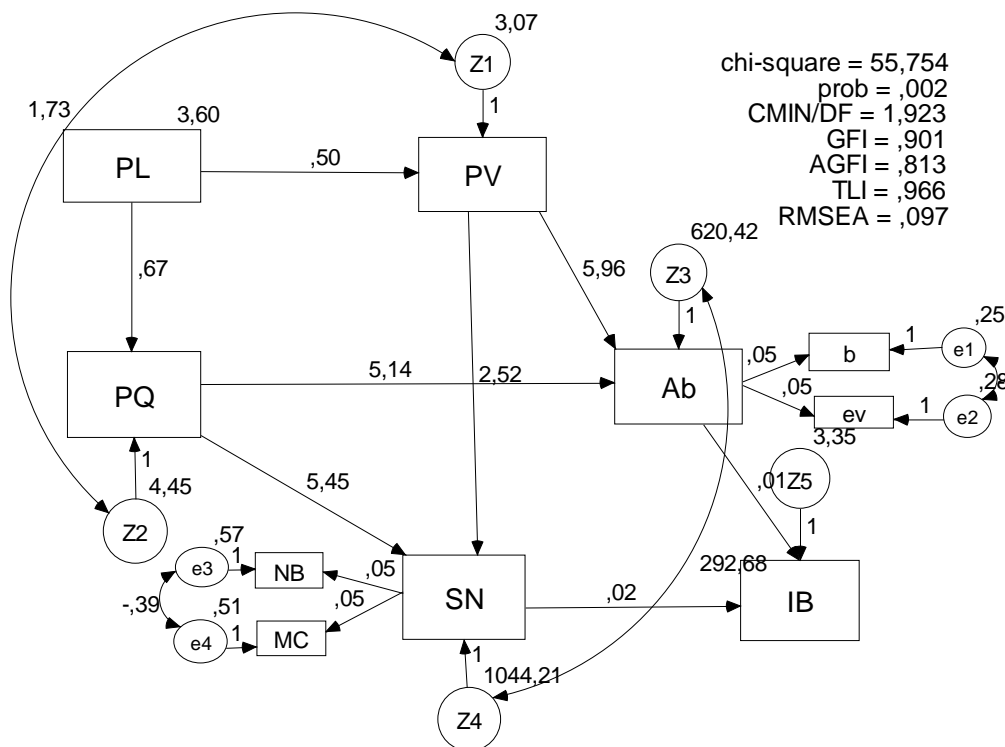 3,07
Z1
chi-square = 55,754
prob = ,002
CMIN/DF = 1,923
GFI = ,901
AGFI = ,813
TLI = ,966
RMSEA = ,097
1,73
3,60
1
PL
,50
PV
620,42
Z3
,67
5,96
1
,25
b
1
e1
,05
PQ
5,14
2,52
Ab
,05
,28
ev
1
e2
3,35
1
4,45
5,45
,01
Z5
Z2
1
,57
e3
1
NB
,05
292,68
-,39
,51
,05
SN
,02
IB
e4
1
MC
1
1044,21
Z4